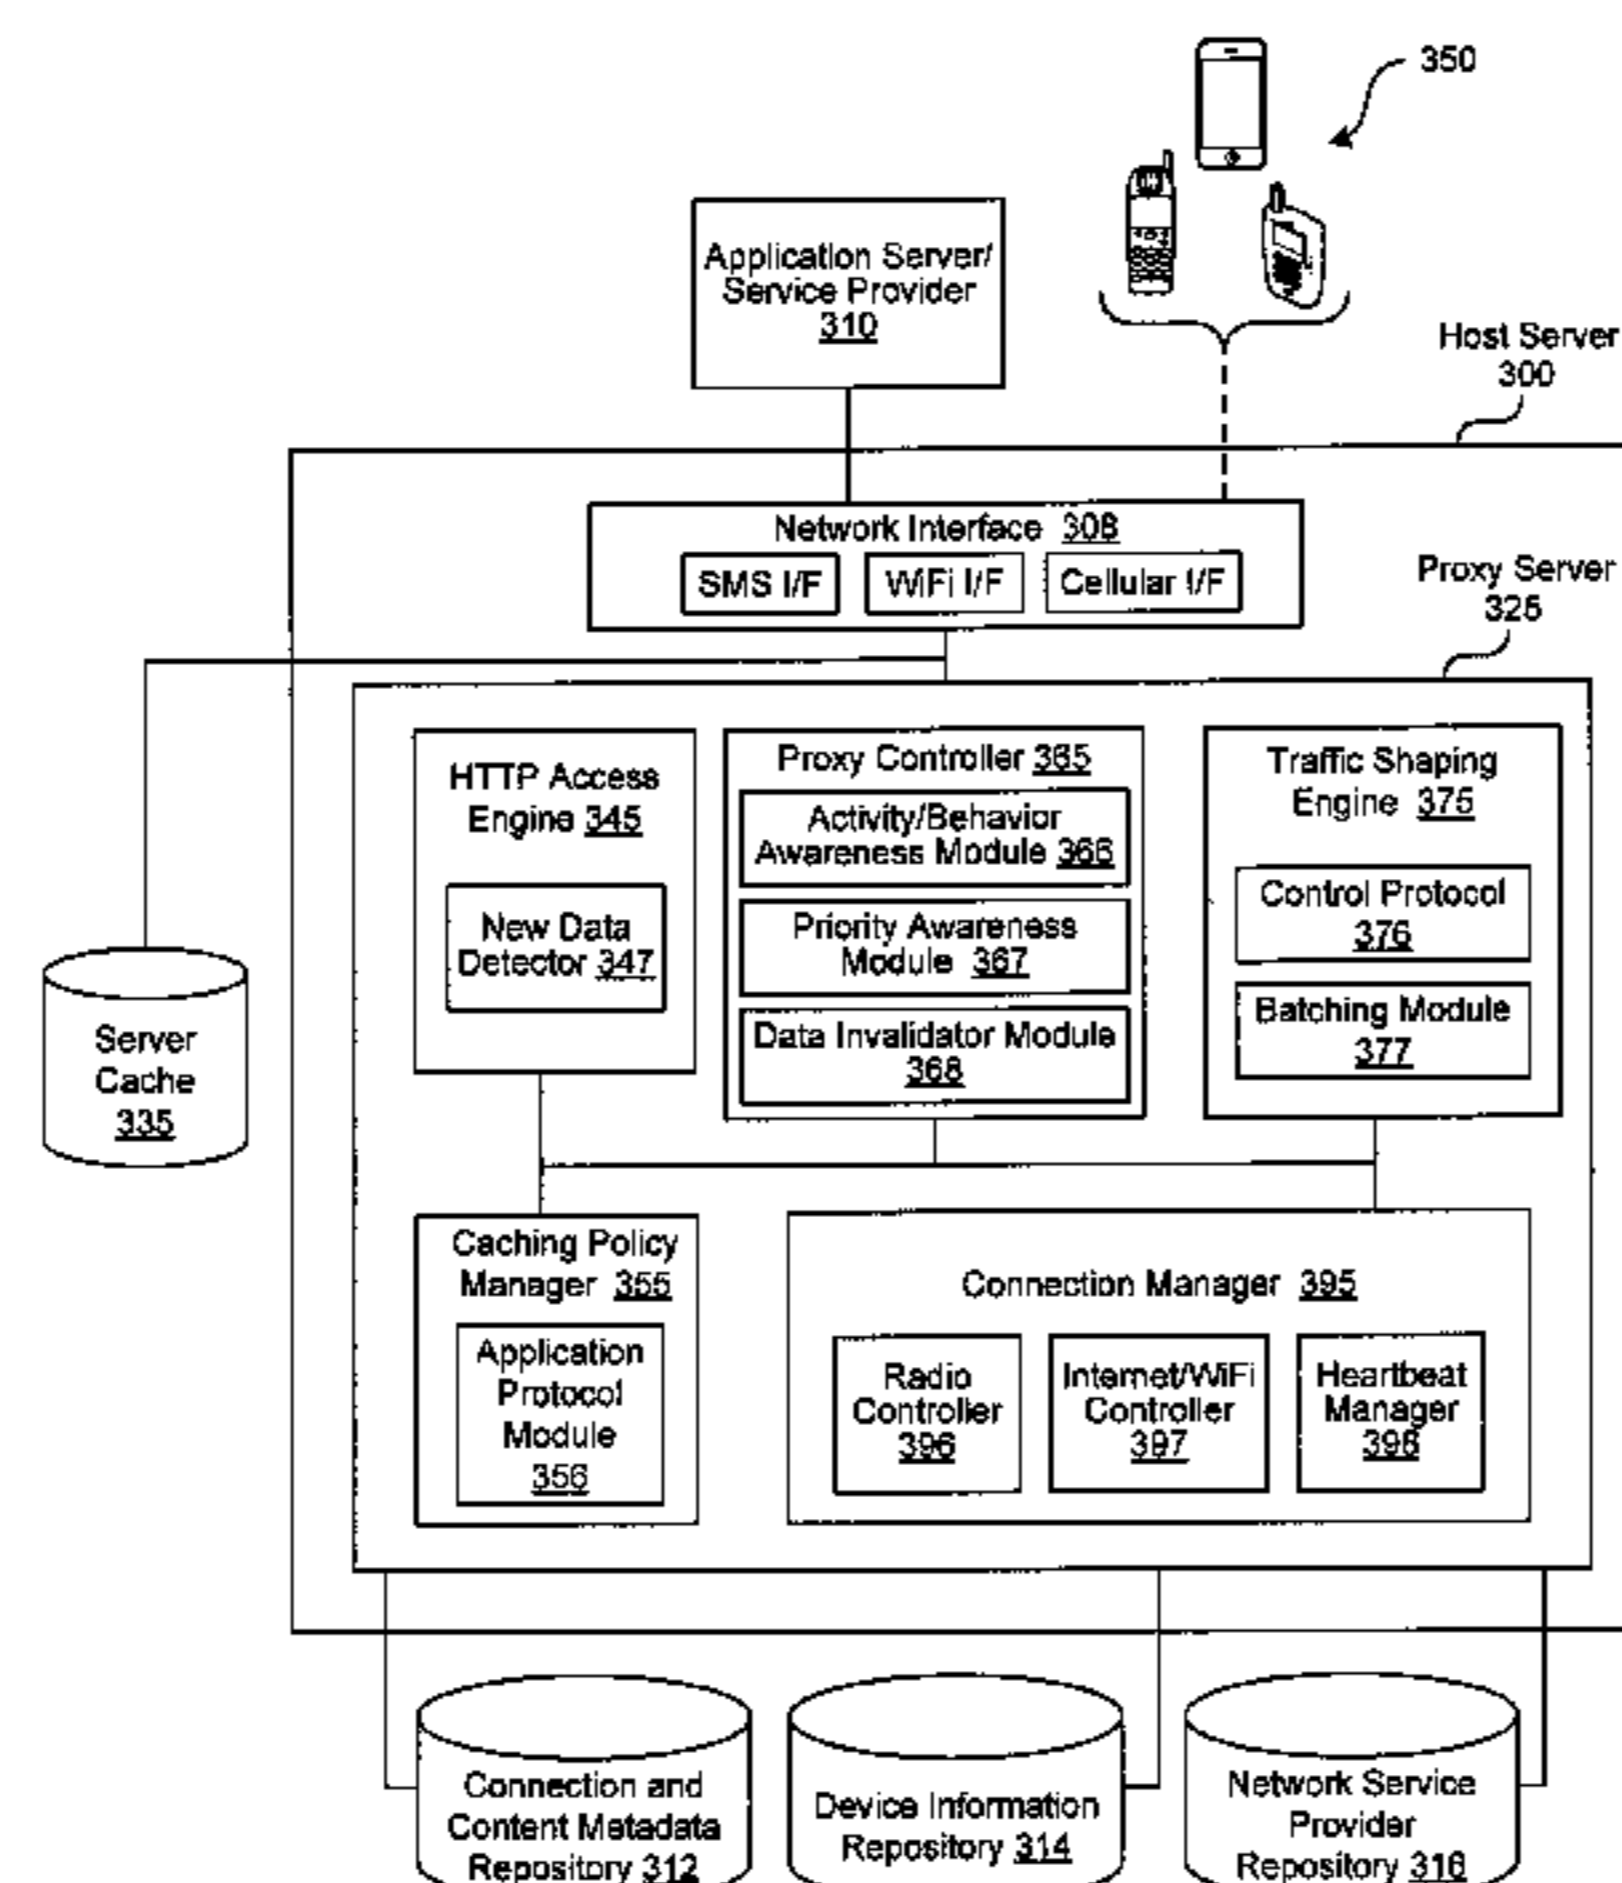 350
Application Server/
Service Provider
310
Host Server
300
Network Interface 308
SMS I/F
WiFi I/F
Cellular I/F
Proxy Server
325
HTTP Access
Engine 345
New Data
Detector 347
Proxy Controller 365
Activity/Behavior
Awareness Module 366
Priority Awareness
Module 367
Data Invalidator Module
368
Traffic Shaping
Engine 375
Control Protocol
376
Batching Module
377
Server
Cache
335
Caching Policy
Manager 355
Application
Protocol
Module
356
Connection Manager 395
Radio
Controller
396
Internet/WiFi
Controller
397
Heartbeat
Manager
398
Connection and
Content Metadata
Repository 312
Device Information
Repository 314
Network Service
Provider
Repository 316